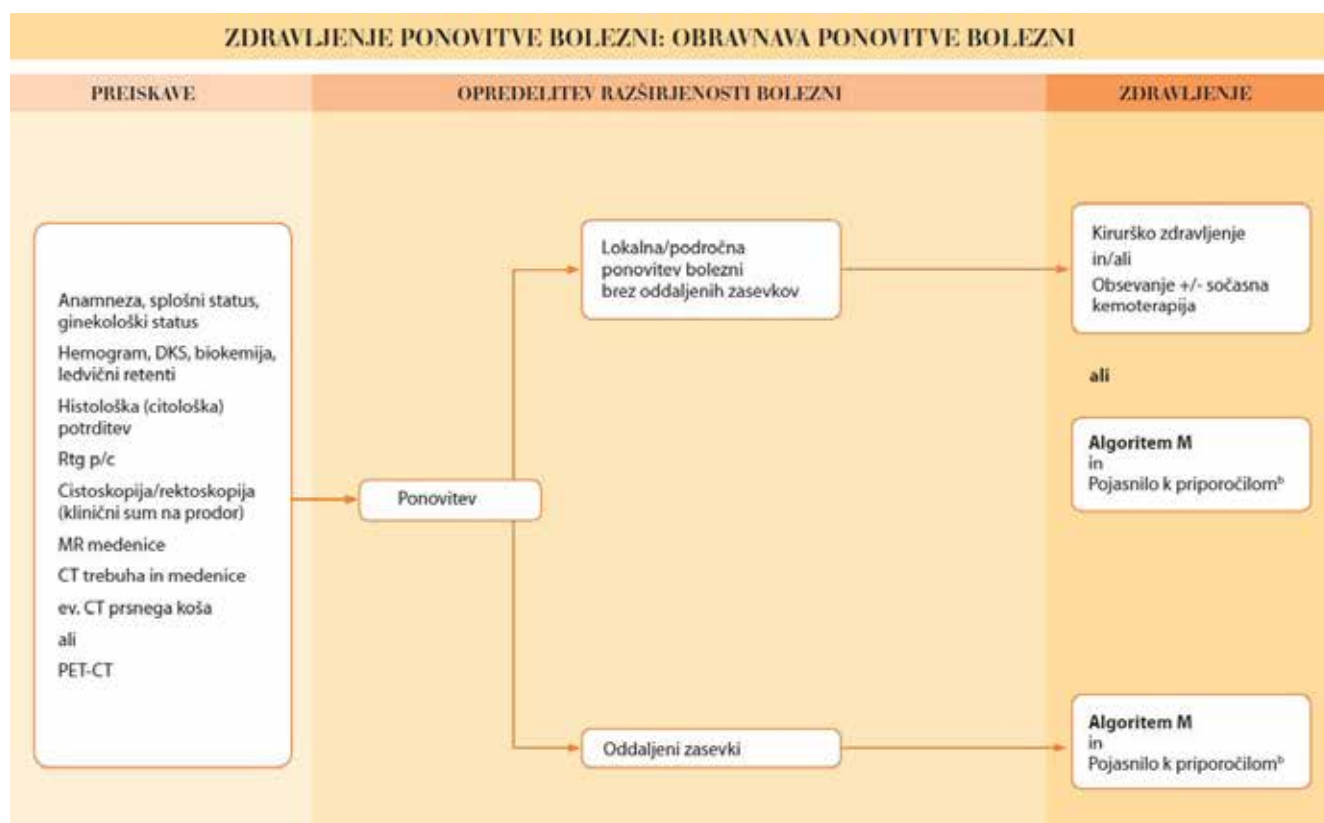 ZDRAVLJENJE PONOVITVE BOLEZNI: OBRAVNAVA PONOVITVE BOLEZNI
PREISKAVE
OPREDELITEV RAZŠIRJENOSTI BOLEZNI
ZDRAVLJENJE
Anamneza, splošni status,
ginekološki status
Hemogram, DKS, biokemija,
ledvični retenti
Histološka (citološka)
potrditev
Rtg p/c
Cistoskopija/rektoskopija
(klinični sum na prodor)
MR medenice
CT trebuha in medenice
ev. CT prsnega koša
ali
PET-CT
Ponovitev
Lokalna/področna
ponovitev bolezni
brez oddaljenih zasevkov
Oddaljeni zasevki
Kirurško zdravljenje
in/ali
Obsevanje +/- sočasna
kemoterapija
ali
Algoritem M
in
Pojasnilo k priporočilomᵇ
Algoritem M
in
Pojasnilo k priporočilomᵇ